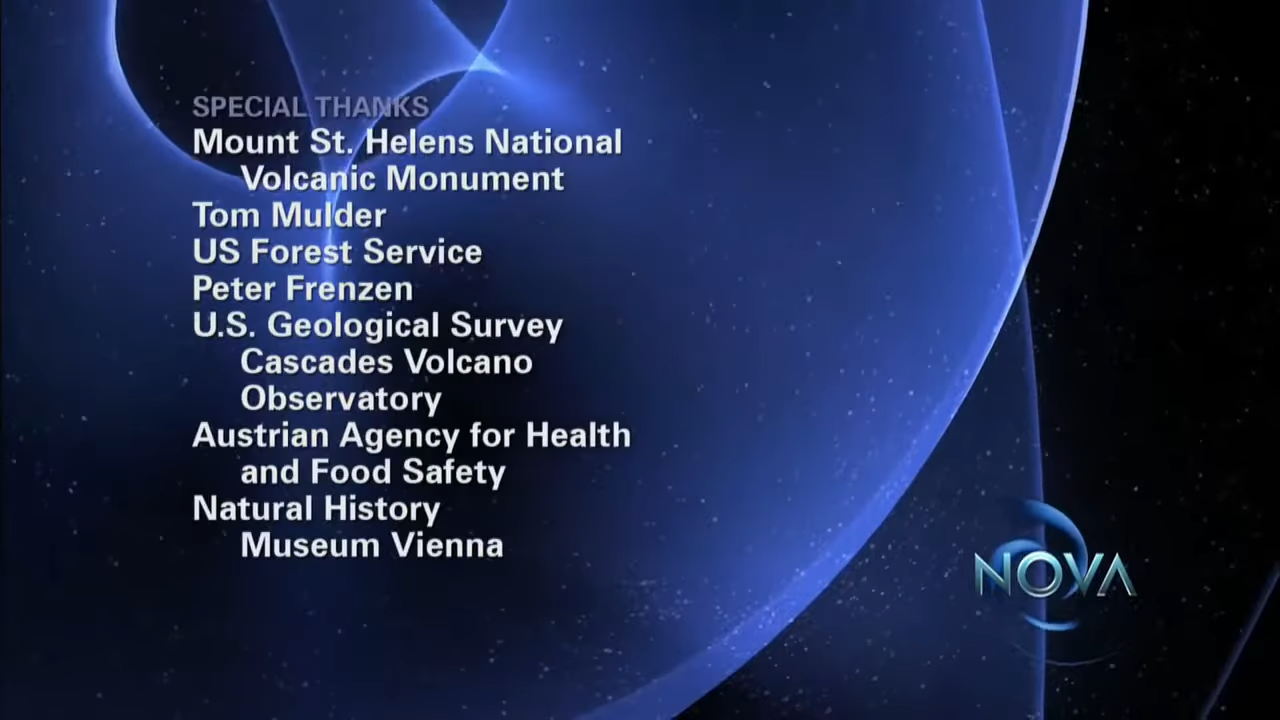 SPECIAL THANKS
Mount St. Helens National
Volcanic Monument
Tom Mulder
US Forest Service
Peter Frenzen
U.S. Geological Survey
Cascades Volcano
Observatory
Austrian Agency for Health
and Food Safety
Natural History
Museum Vienna
NOVA